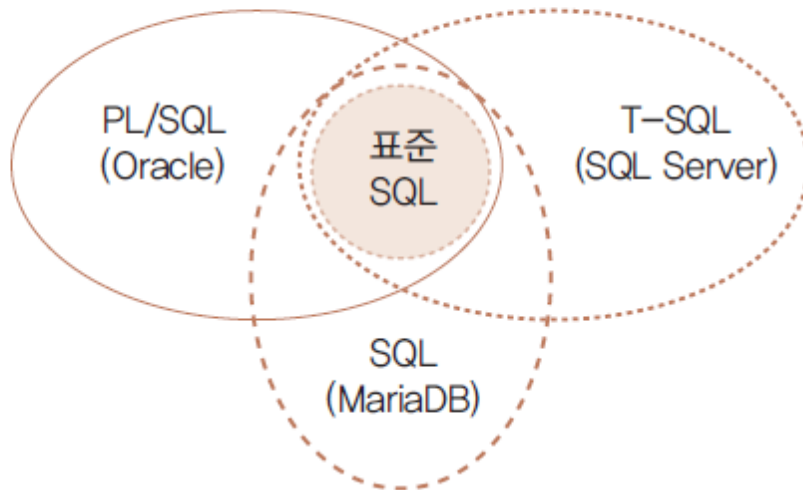 PL/SQL
(Oracle)
표준
SQL
T-SQL
(SQL Server)
SQL
(MariaDB)